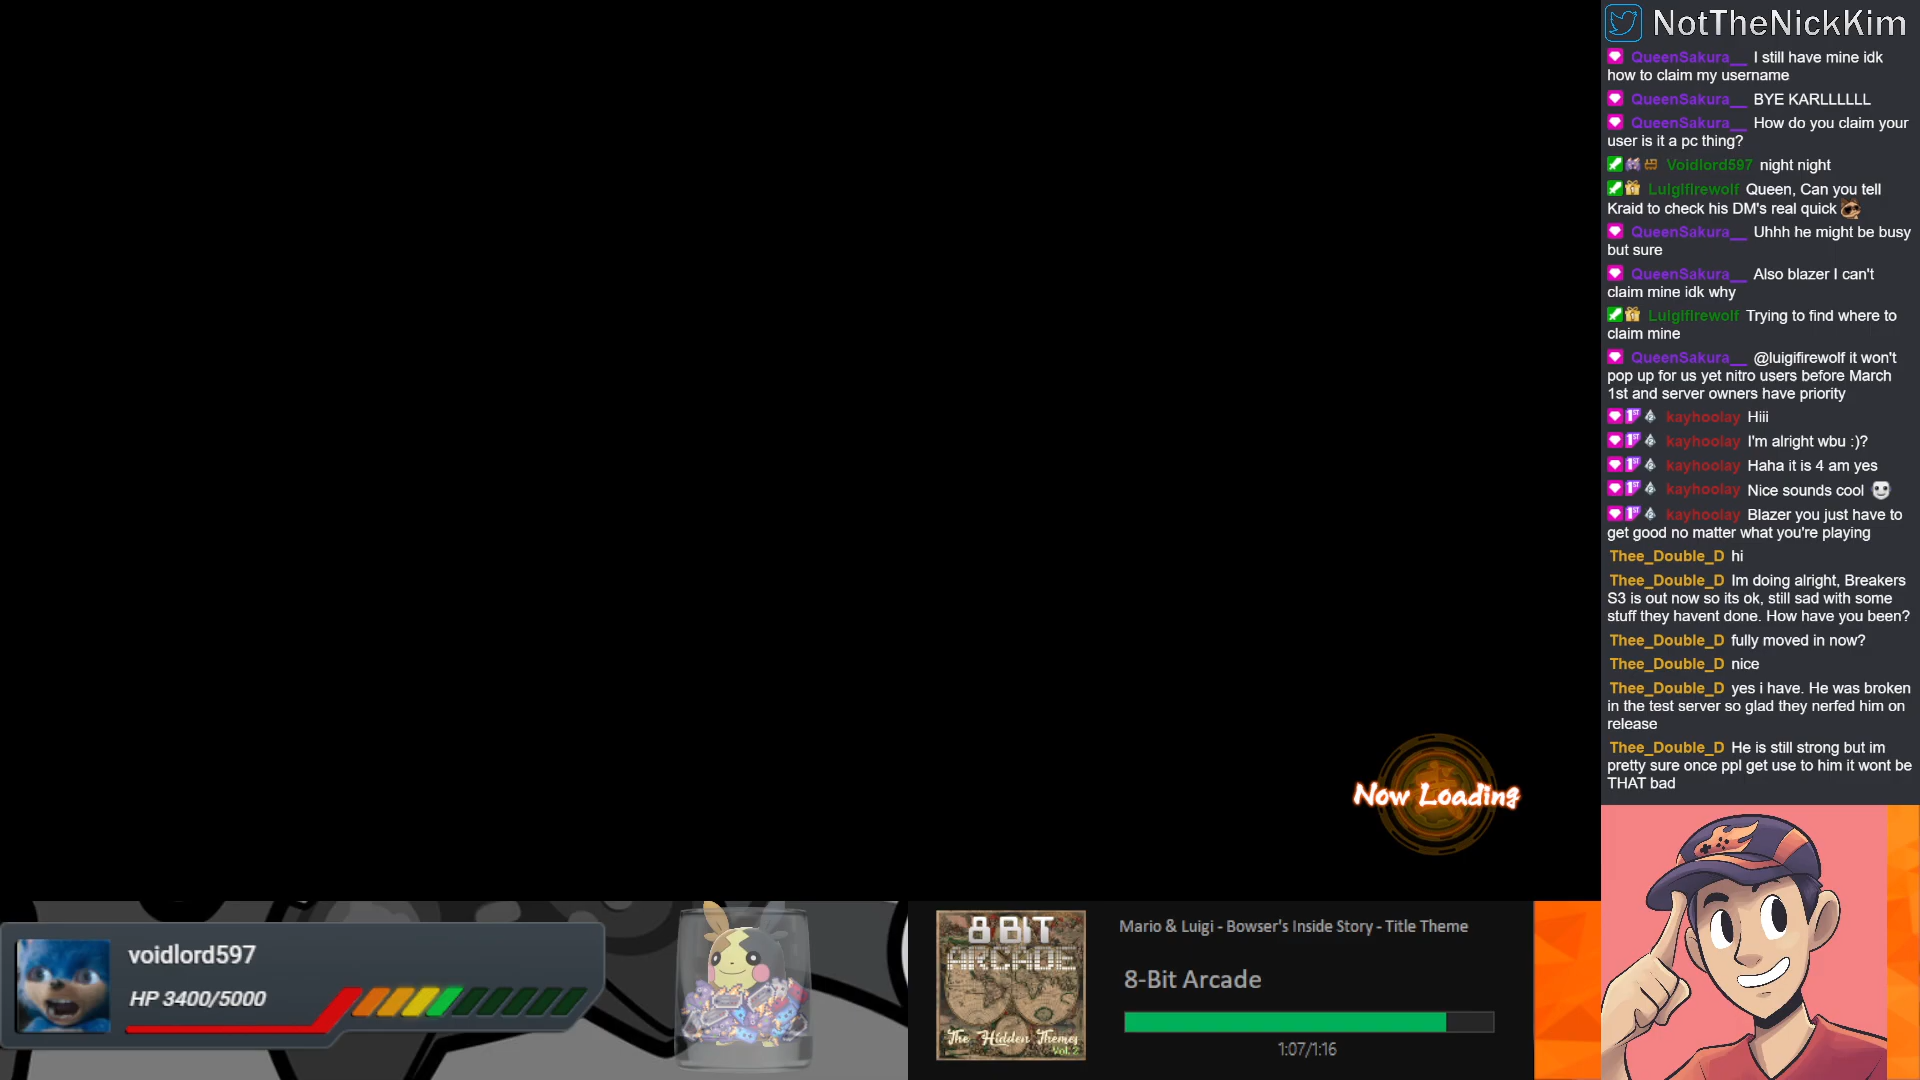 NotTheNickKim
QueenSakura__ I still have mine idk
how to claim my username
QueenSakura__ BYE KARLLLLLL
QueenSakura__ How do you claim your
user is it a pc thing?
Voidlord597 night night
Luigifirewolf Queen, Can you tell
Kraid to check his DM's real quick
QueenSakura__ Uhhh he might be busy
but sure
QueenSakura__ Also blazer I can't
claim mine idk why
Luigifirewolf Trying to find where to
claim mine
QueenSakura__ @luigifirewolf it won't
pop up for us yet nitro users before March
1st and server owners have priority
1ST kayhoolay Hiii
1ST kayhoolay I'm alright wbu :)?
1ST kayhoolay Haha it is 4 am yes
1ST kayhoolay Nice sounds cool
1ST kayhoolay Blazer you just have to
get good no matter what you're playing
Thee_Double_D hi
Thee_Double_D Im doing alright, Breakers
S3 is out now so its ok, still sad with some
stuff they havent done. How have you been?
Thee_Double_D fully moved in now?
Thee_Double_D nice
Thee_Double_D yes i have. He was broken
in the test server so glad they nerfed him on
release
Thee_Double_D He is still strong but im
pretty sure once ppl get use to him it wont be
THAT bad
Now Loading
voidlord597
HP 3400/5000
8 BIT
ARCADE
The Hidden Themes
Vol. 2
Mario & Luigi - Bowser's Inside Story - Title Theme
8-Bit Arcade
1:07/1:16